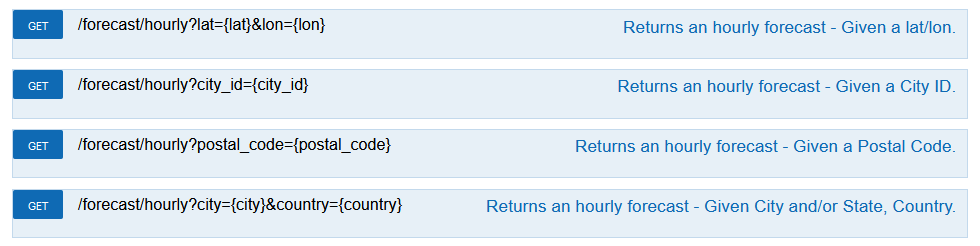 GET /forecast/hourly?lat={lat}&lon={lon} Returns an hourly forecast - Given a lat/lon.
GET /forecast/hourly?city_id={city_id} Returns an hourly forecast - Given a City ID.
GET /forecast/hourly?postal_code={postal_code} Returns an hourly forecast - Given a Postal Code.
GET /forecast/hourly?city={city}&country={country} Returns an hourly forecast - Given City and/or State, Country.